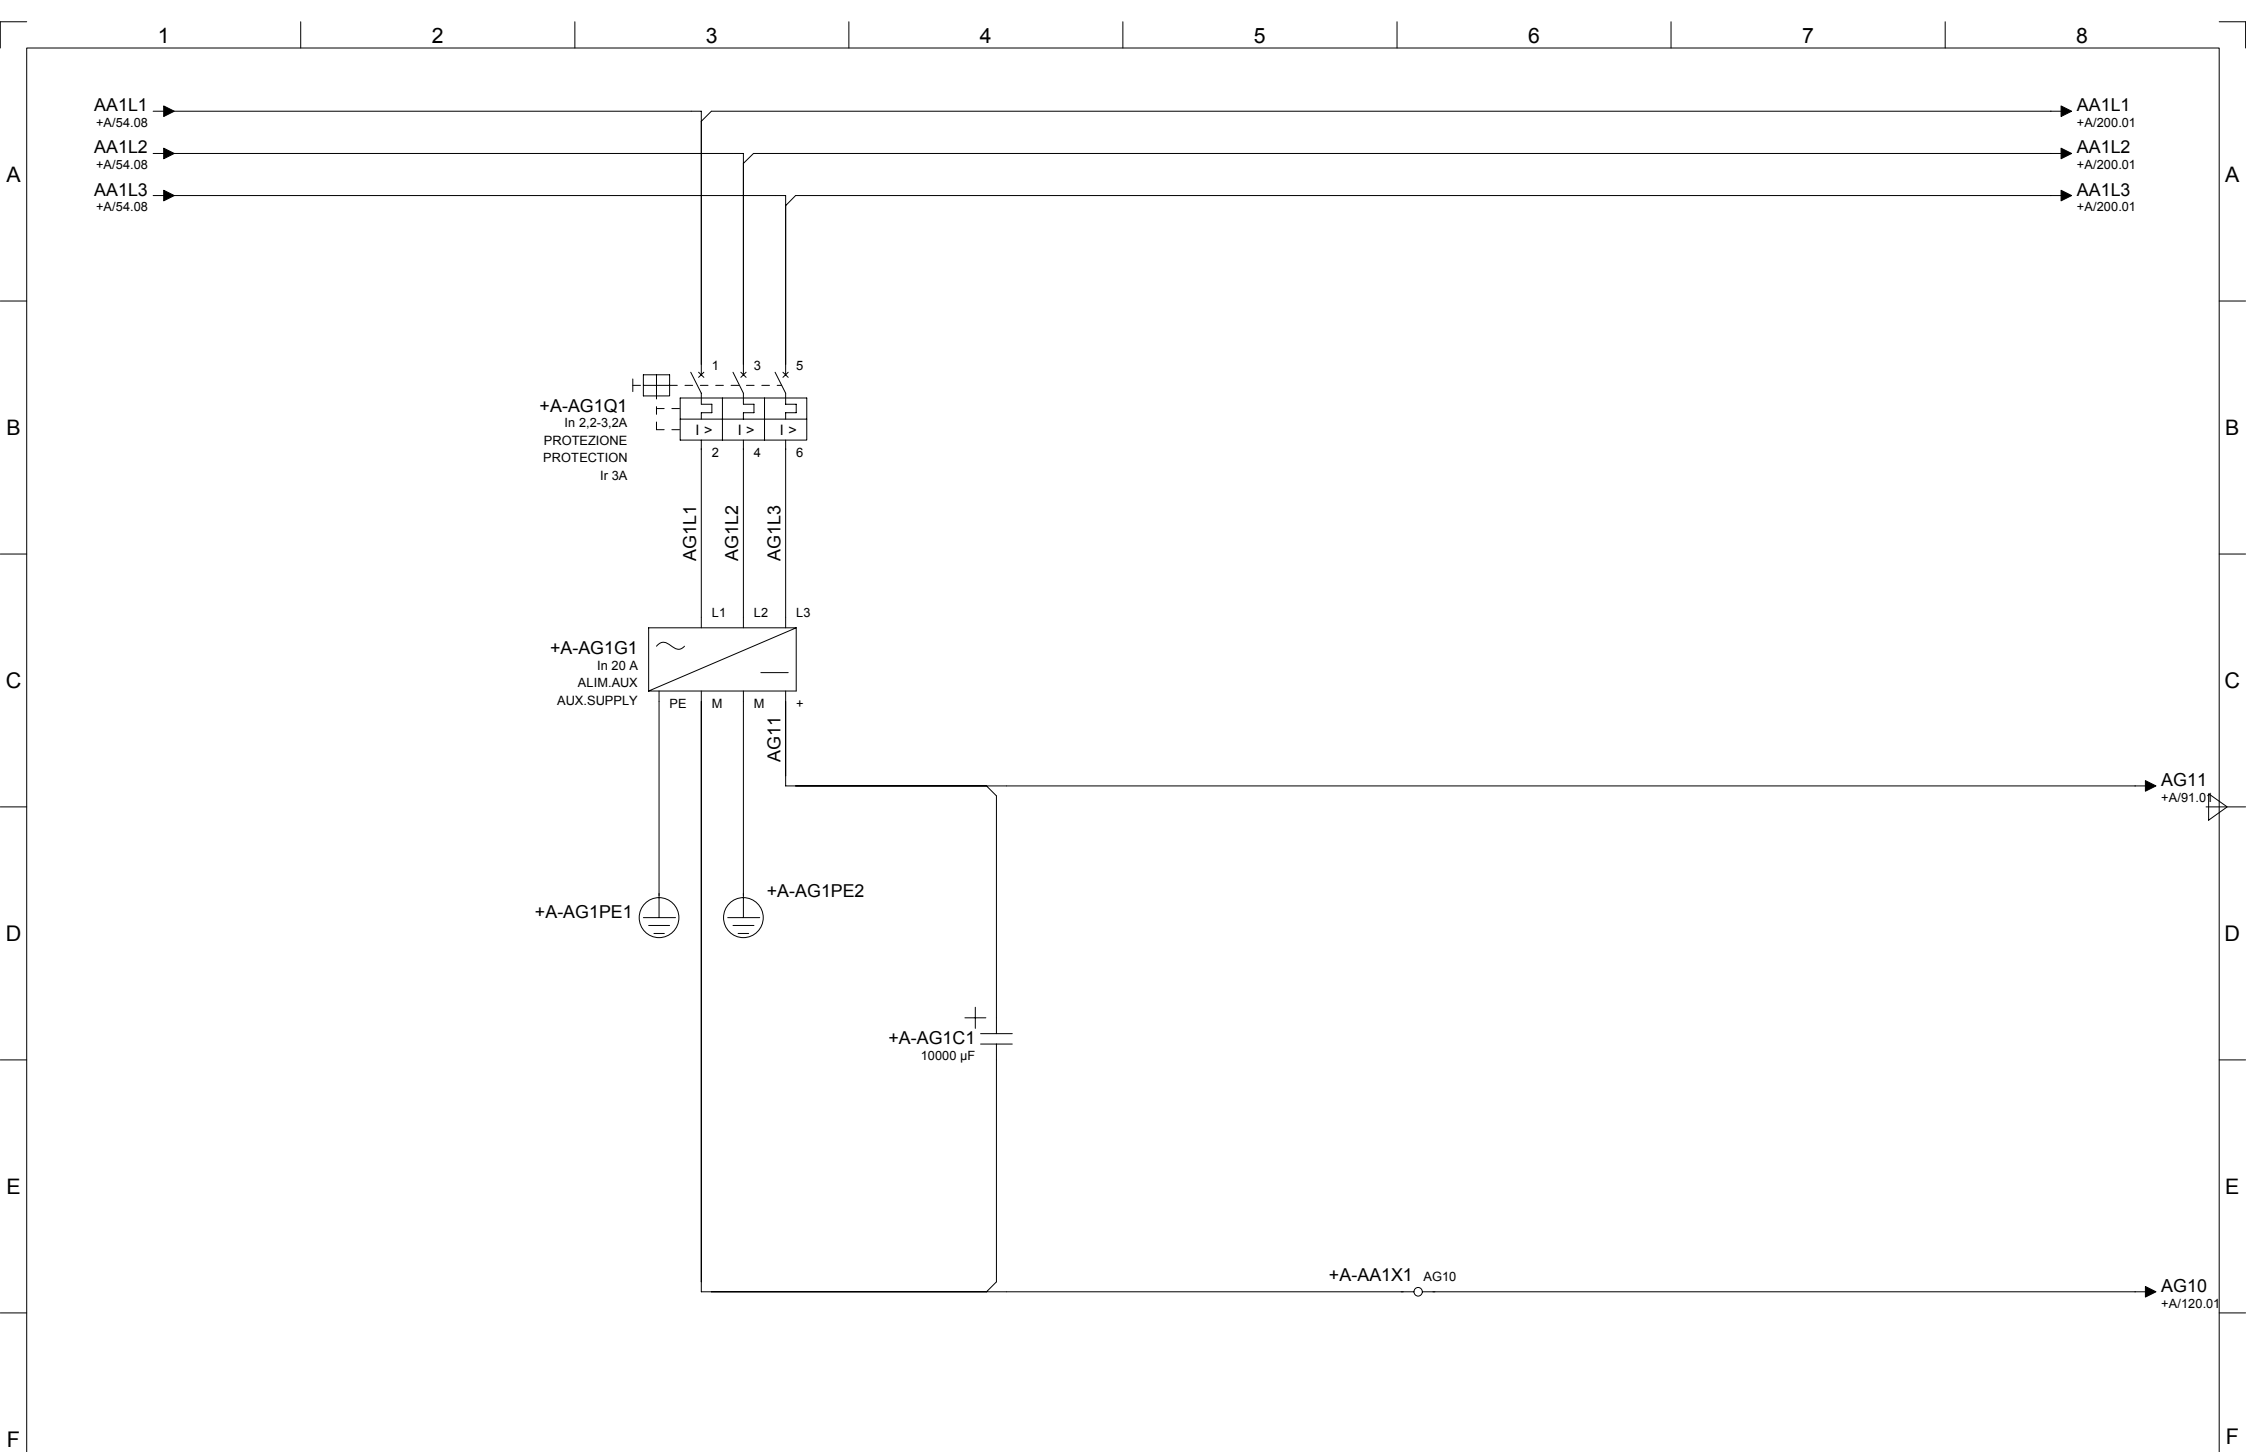 1 2 3 4 5 6 7 8
AA1L1
+A/54.08
AA1L1
+A/200.01
AA1L2
+A/54.08
AA1L2
+A/200.01
A A
AA1L3
+A/54.08
AA1L3
+A/200.01
1 3 5
+A-AG1Q1
In 2,2-3,2A
PROTEZIONE
PROTECTION
Ir 3A
I > I > I >
B B
2 4 6
AG1L1 AG1L2 AG1L3
L1 L2 L3
+A-AG1G1
In 20 A
ALIM.AUX
AUX.SUPPLY
C C
PE M M +
AG11
AG11
+A/91.01
+A-AG1PE2
+A-AG1PE1
D D
+A-AG1C1
10000 µF
E E
+A-AA1X1 AG10
AG10
+A/120.01
F F